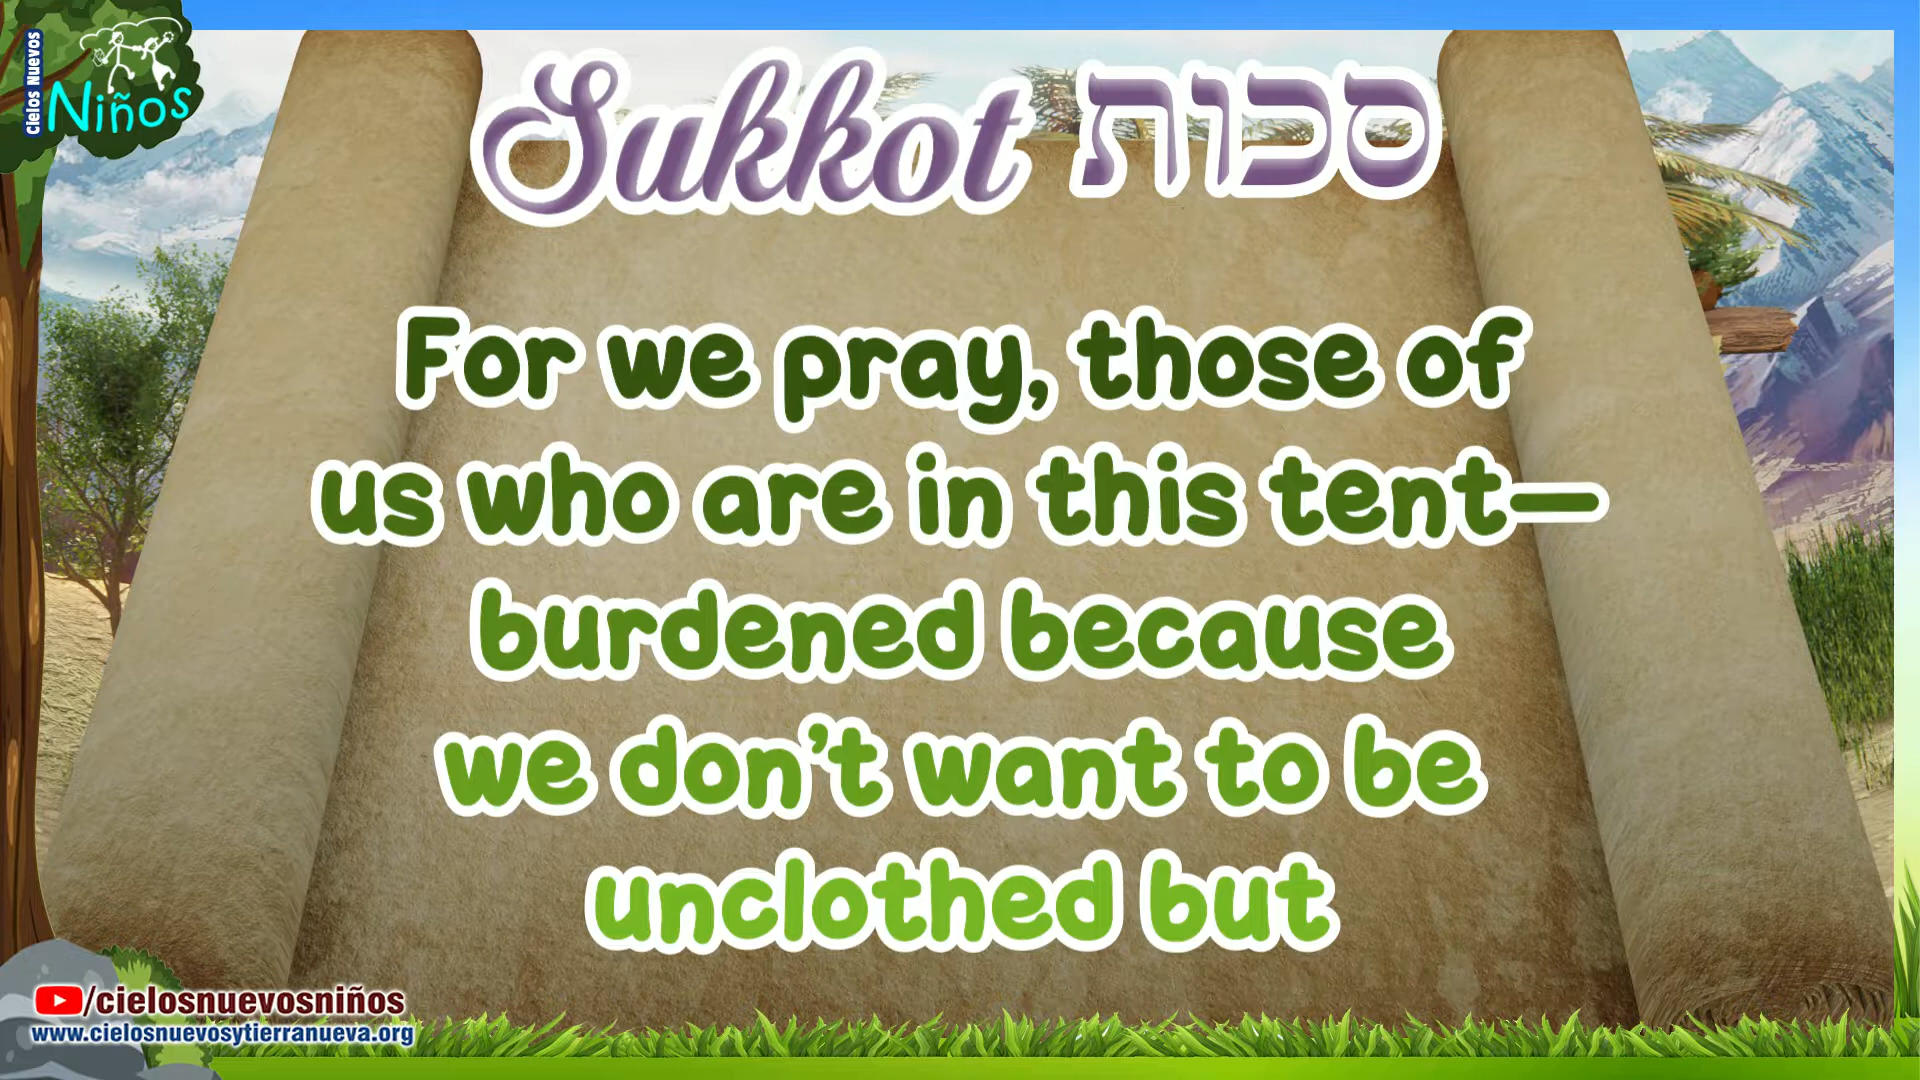 Cielos Nuevos
Niños
Sukkot סכות
For we pray, those of
us who are in this tent—
burdened because
we don’t want to be
unclothed but
/cielosnuevosniños
www.cielosnuevosytierranueva.org